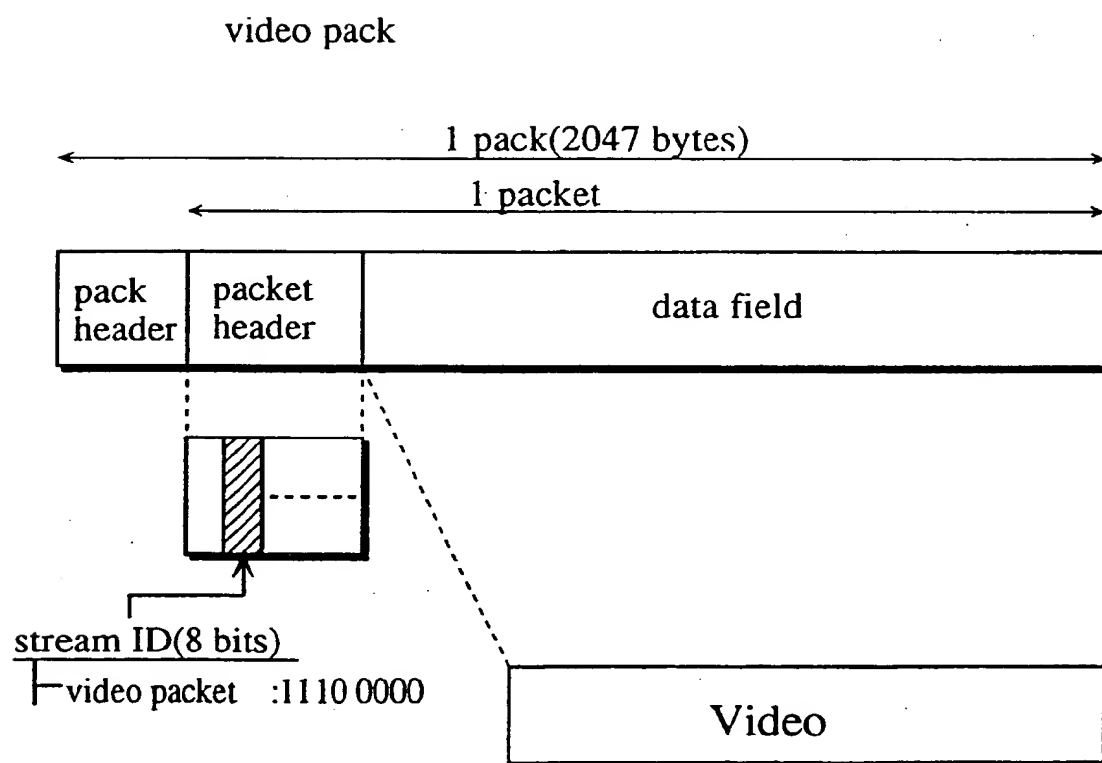 video pack
1 pack(2047 bytes)
1 packet
pack
header
packet
header
data field
stream ID(8 bits)
video packet :1110 0000
Video